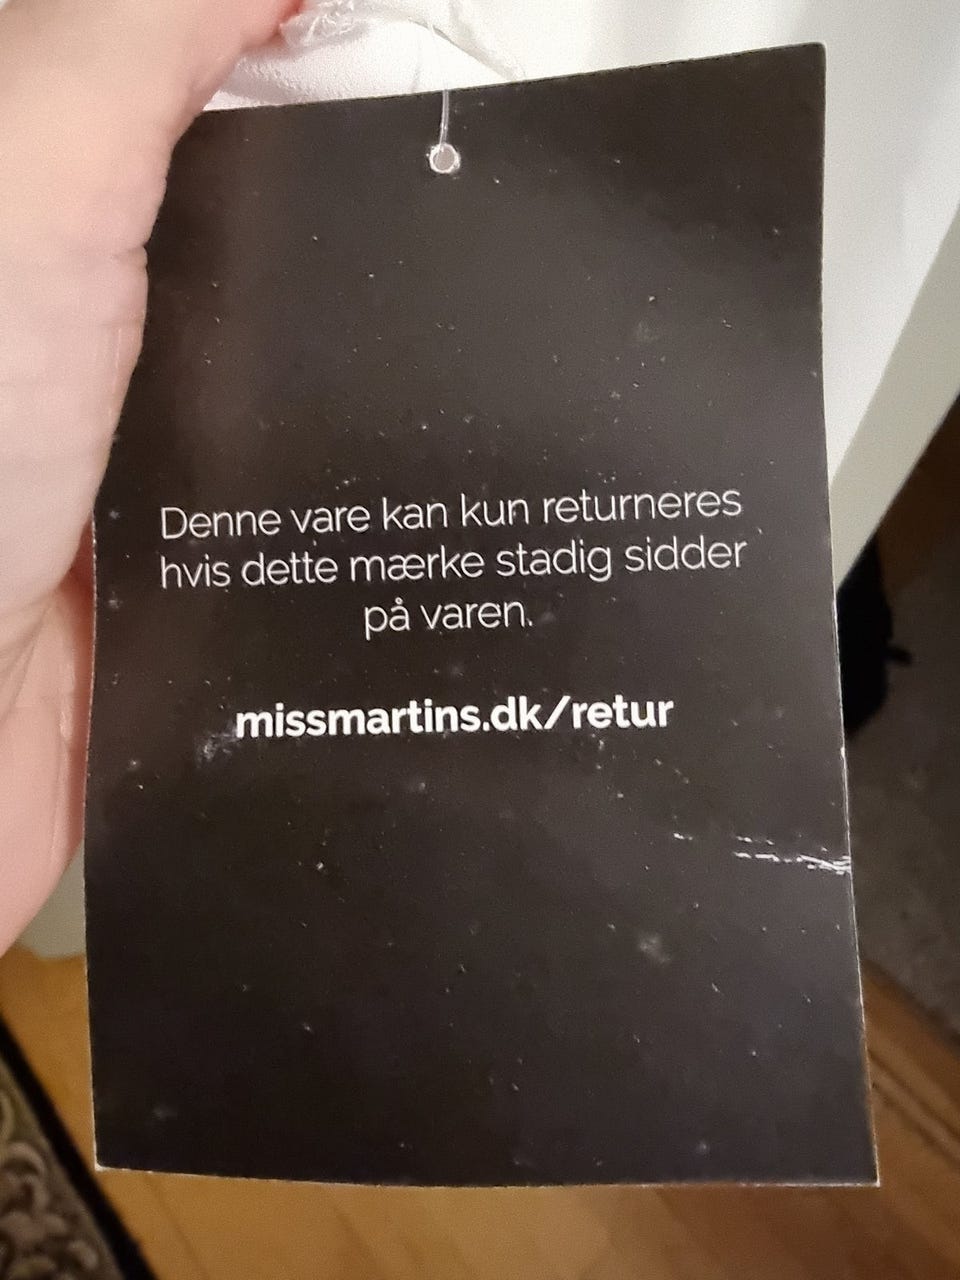 Denne vare kan kun returneres
hvis dette mærke stadig sidder
på varen.
missmartins.dk/retur